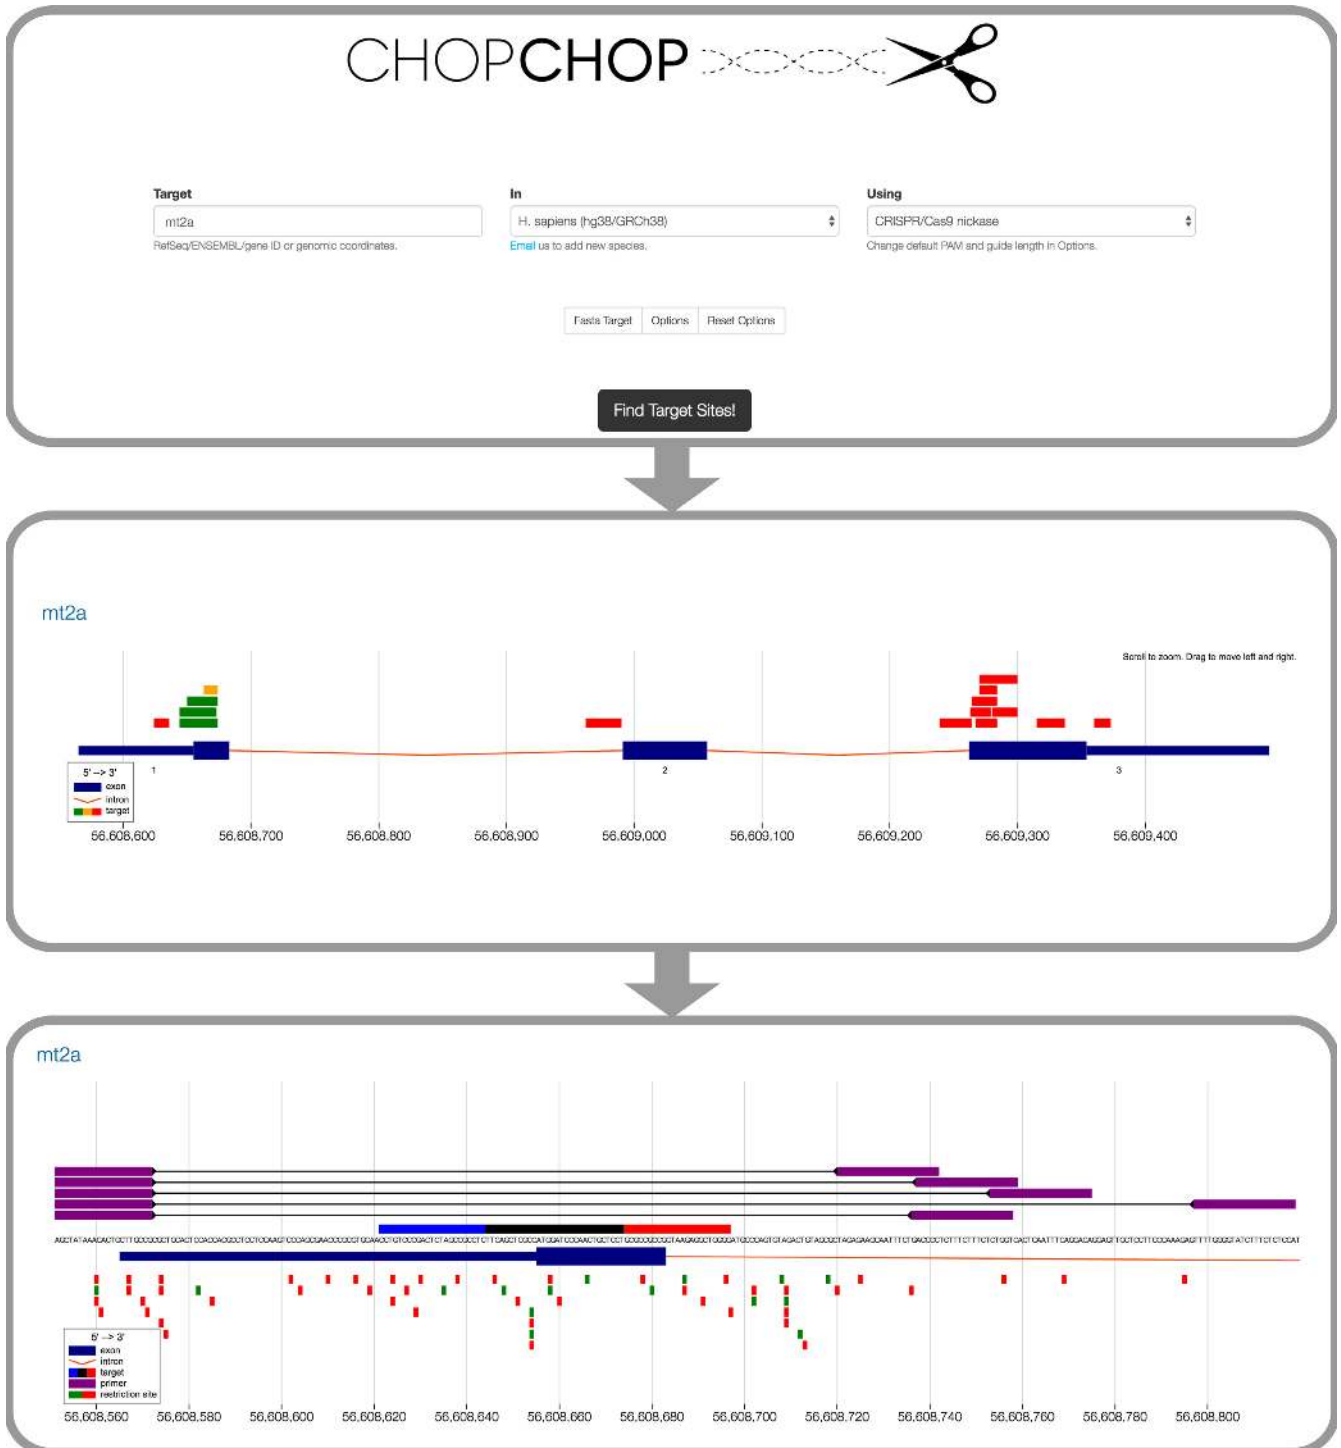 CHOPCHOP
Target
In
Using
mt2a
H. sapiens (hg38/GRCh38)
CRISPR/Cas9 nickase
RefSeq/ENSEMBL/gene ID or genomic coordinates.
Email us to add new species.
Change default PAM and guide length in Options.
Fasta Target
Options
Reset Options
Find Target Sites!
mt2a
Scroll to zoom. Drag to move left and right.
1
2
3
5' --> 3'
exon
intron
target
56,608,600
56,608,700
56,608,800
56,608,900
56,609,000
56,609,100
56,609,200
56,609,300
56,609,400
mt2a
5' --> 3'
exon
intron
target
primer
restriction site
56,608,560
56,608,580
56,608,600
56,608,620
56,608,640
56,608,660
56,608,680
56,608,700
56,608,720
56,608,740
56,608,760
56,608,780
56,608,800